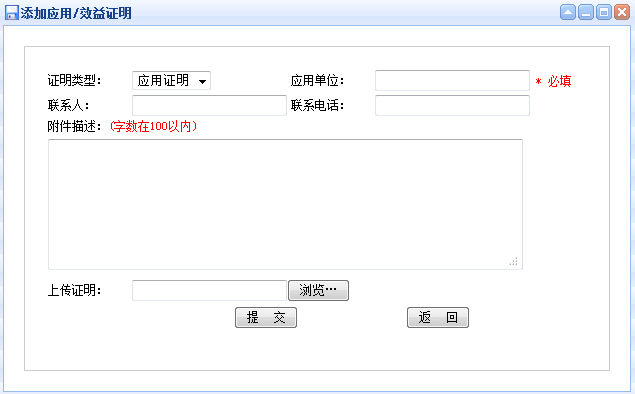 添加应用/效益证明
证明类型： 应用证明 应用单位： * 必填
联系人： 联系电话：
附件描述：(字数在100以内)
上传证明： 浏览…
提 交 返 回